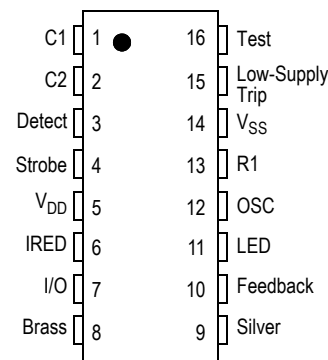 C1 1 16 Test
C2 2 15 Low-Supply
Trip
Detect 3 14 VSS
Strobe 4 13 R1
VDD 5 12 OSC
IRED 6 11 LED
I/O 7 10 Feedback
Brass 8 9 Silver